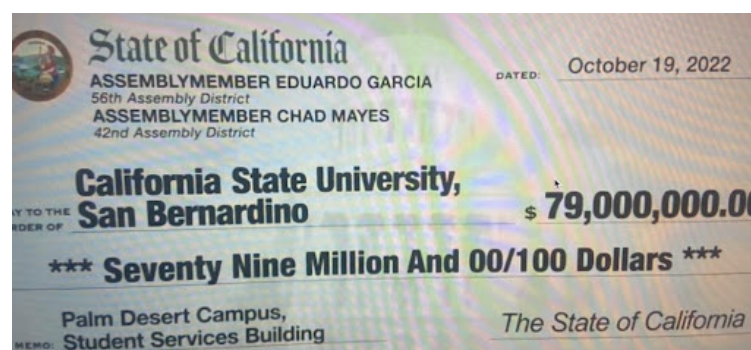 State of California
ASSEMBLYMEMBER EDUARDO GARCIA
56th Assembly District
ASSEMBLYMEMBER CHAD MAYES
42nd Assembly District
DATED: October 19, 2022
Y TO THE
RDER OF
California State University,
San Bernardino
$ 79,000,000.00
*** Seventy Nine Million And 00/100 Dollars ***
MEMO: Palm Desert Campus,
Student Services Building
The State of California